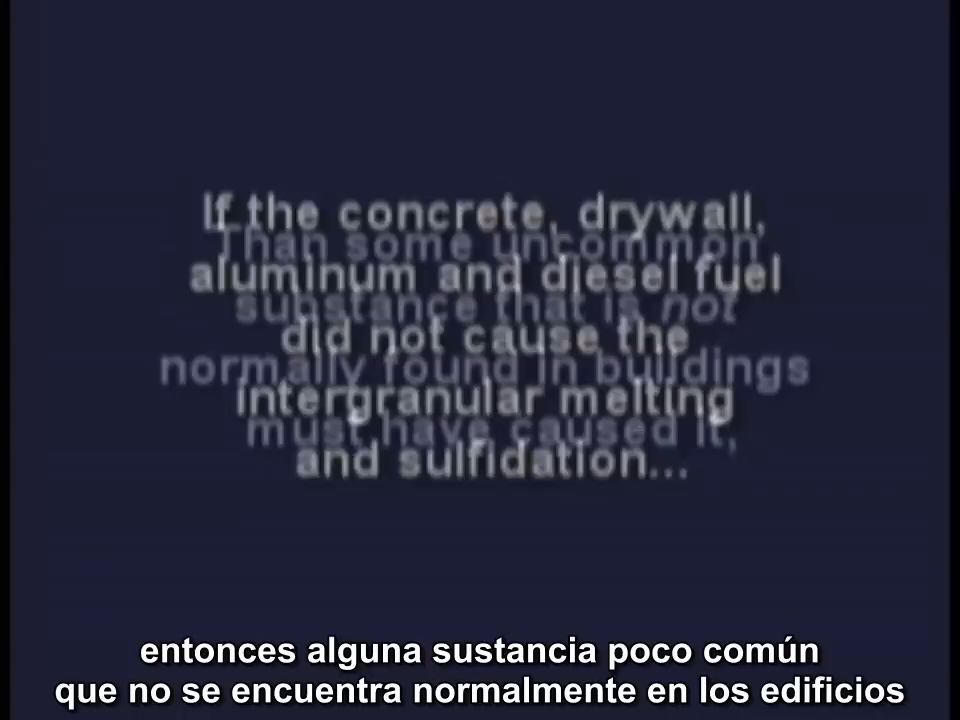 If the concrete, drywall,
aluminum and diesel fuel
did not cause the
intergranular melting
and sulfidation...
Than some uncommon
substance that is not
normally found in buildings
must have caused it,
entonces alguna sustancia poco común
que no se encuentra normalmente en los edificios